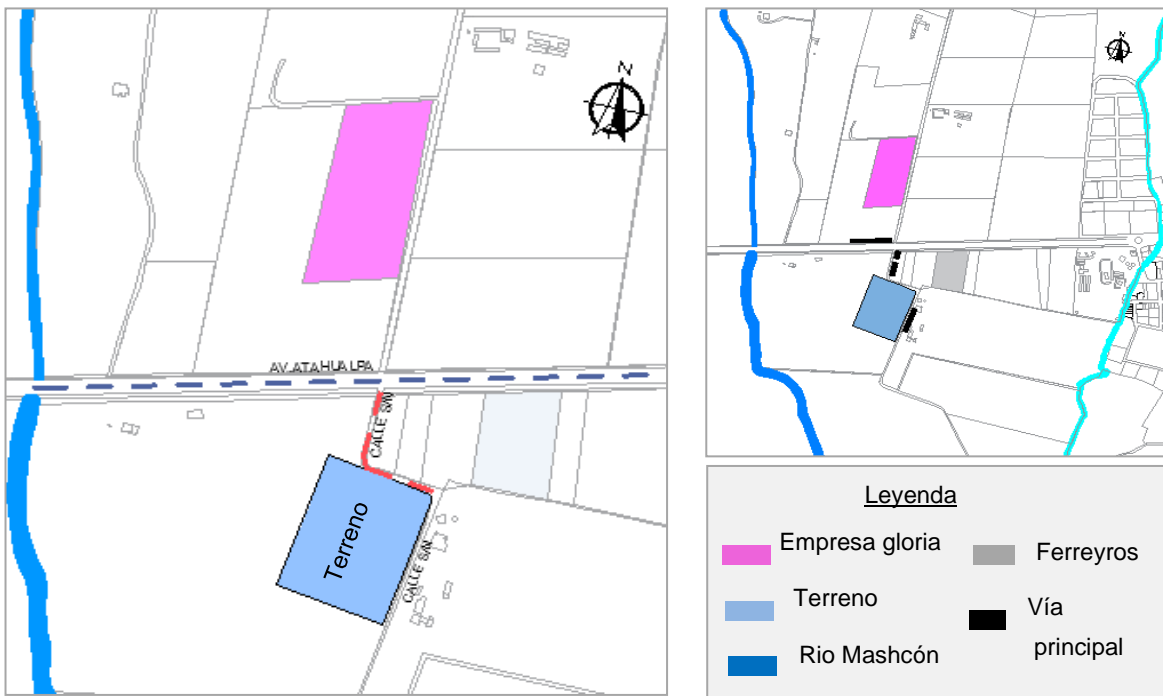 N
AV.ATAHUALPA
CALLE S/N
Terreno
CALLE S/N
N
Leyenda
Empresa gloria
Ferreyros
Terreno
Vía
principal
Rio Mashcón